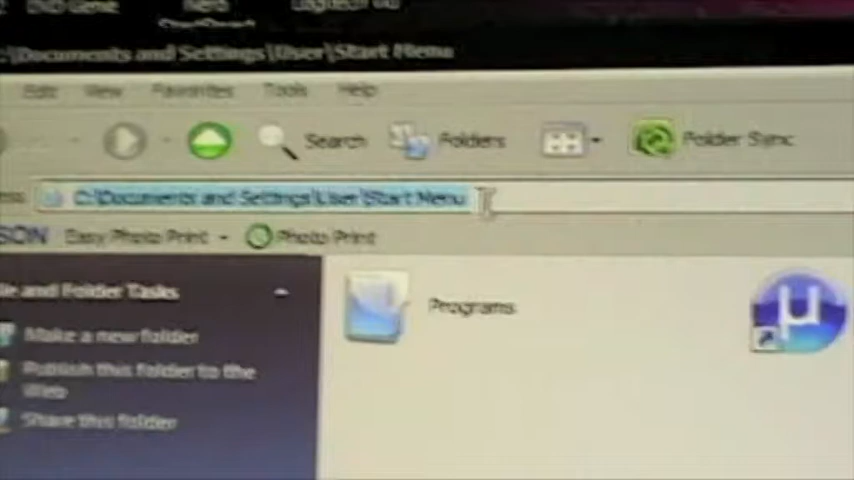 DVD Genie Nero Logitech
C:\Documents and Settings\User\Start Menu
Edit View Favorites Tools Help
Search Folders Folder Sync
C:\Documents and Settings\User\Start Menu
SON Easy Photo Print Photo Print
le and Folder Tasks
Programs
µ
Make a new folder
Publish this folder to the
Web
Share this folder